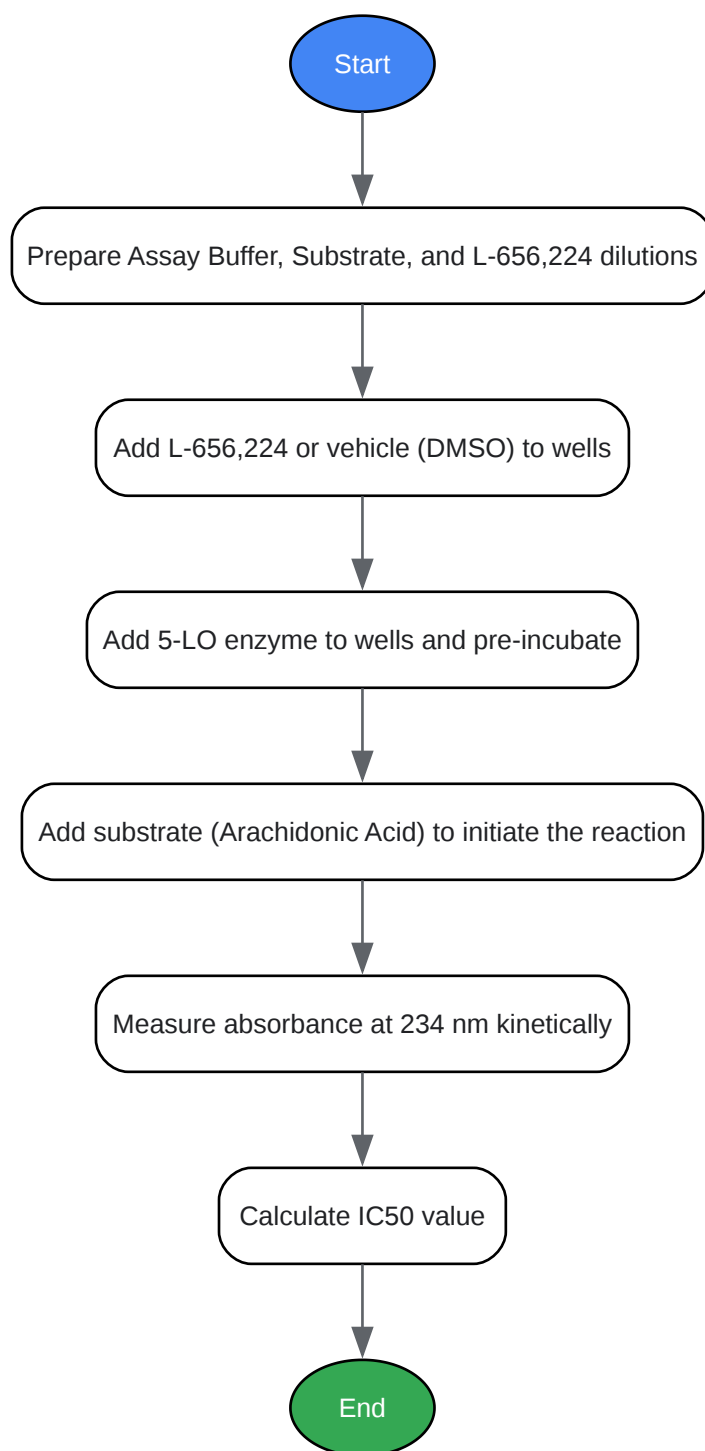 Start
Prepare Assay Buffer, Substrate, and L-656,224 dilutions
Add L-656,224 or vehicle (DMSO) to wells
Add 5-LO enzyme to wells and pre-incubate
Add substrate (Arachidonic Acid) to initiate the reaction
Measure absorbance at 234 nm kinetically
Calculate IC50 value
End